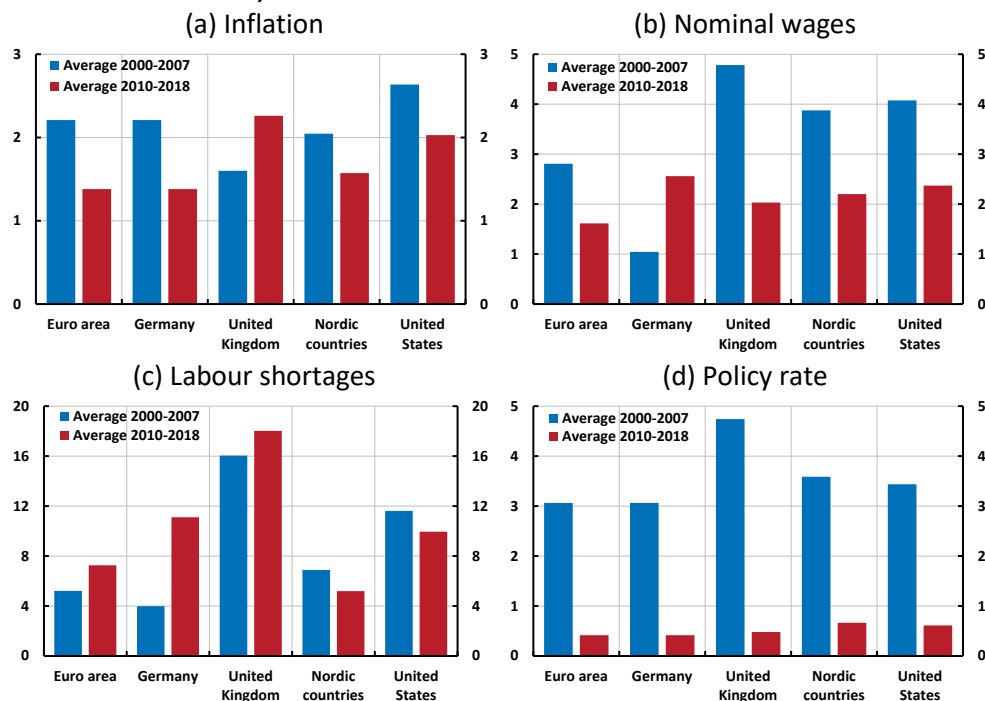 (a) Inflation
3
2
1
0
Average 2000-2007
Average 2010-2018
3
2
1
0
Euro area
Germany
United
Kingdom
Nordic
countries
United
States
(b) Nominal wages
5
4
3
2
1
0
Average 2000-2007
Average 2010-2018
5
4
3
2
1
0
Euro area
Germany
United
Kingdom
Nordic
countries
United
States
(c) Labour shortages
20
16
12
8
4
0
Average 2000-2007
Average 2010-2018
20
16
12
8
4
0
Euro area
Germany
United
Kingdom
Nordic
countries
United
States
(d) Policy rate
5
4
3
2
1
0
Average 2000-2007
Average 2010-2018
5
4
3
2
1
0
Euro area
Germany
United
Kingdom
Nordic
countries
United
States